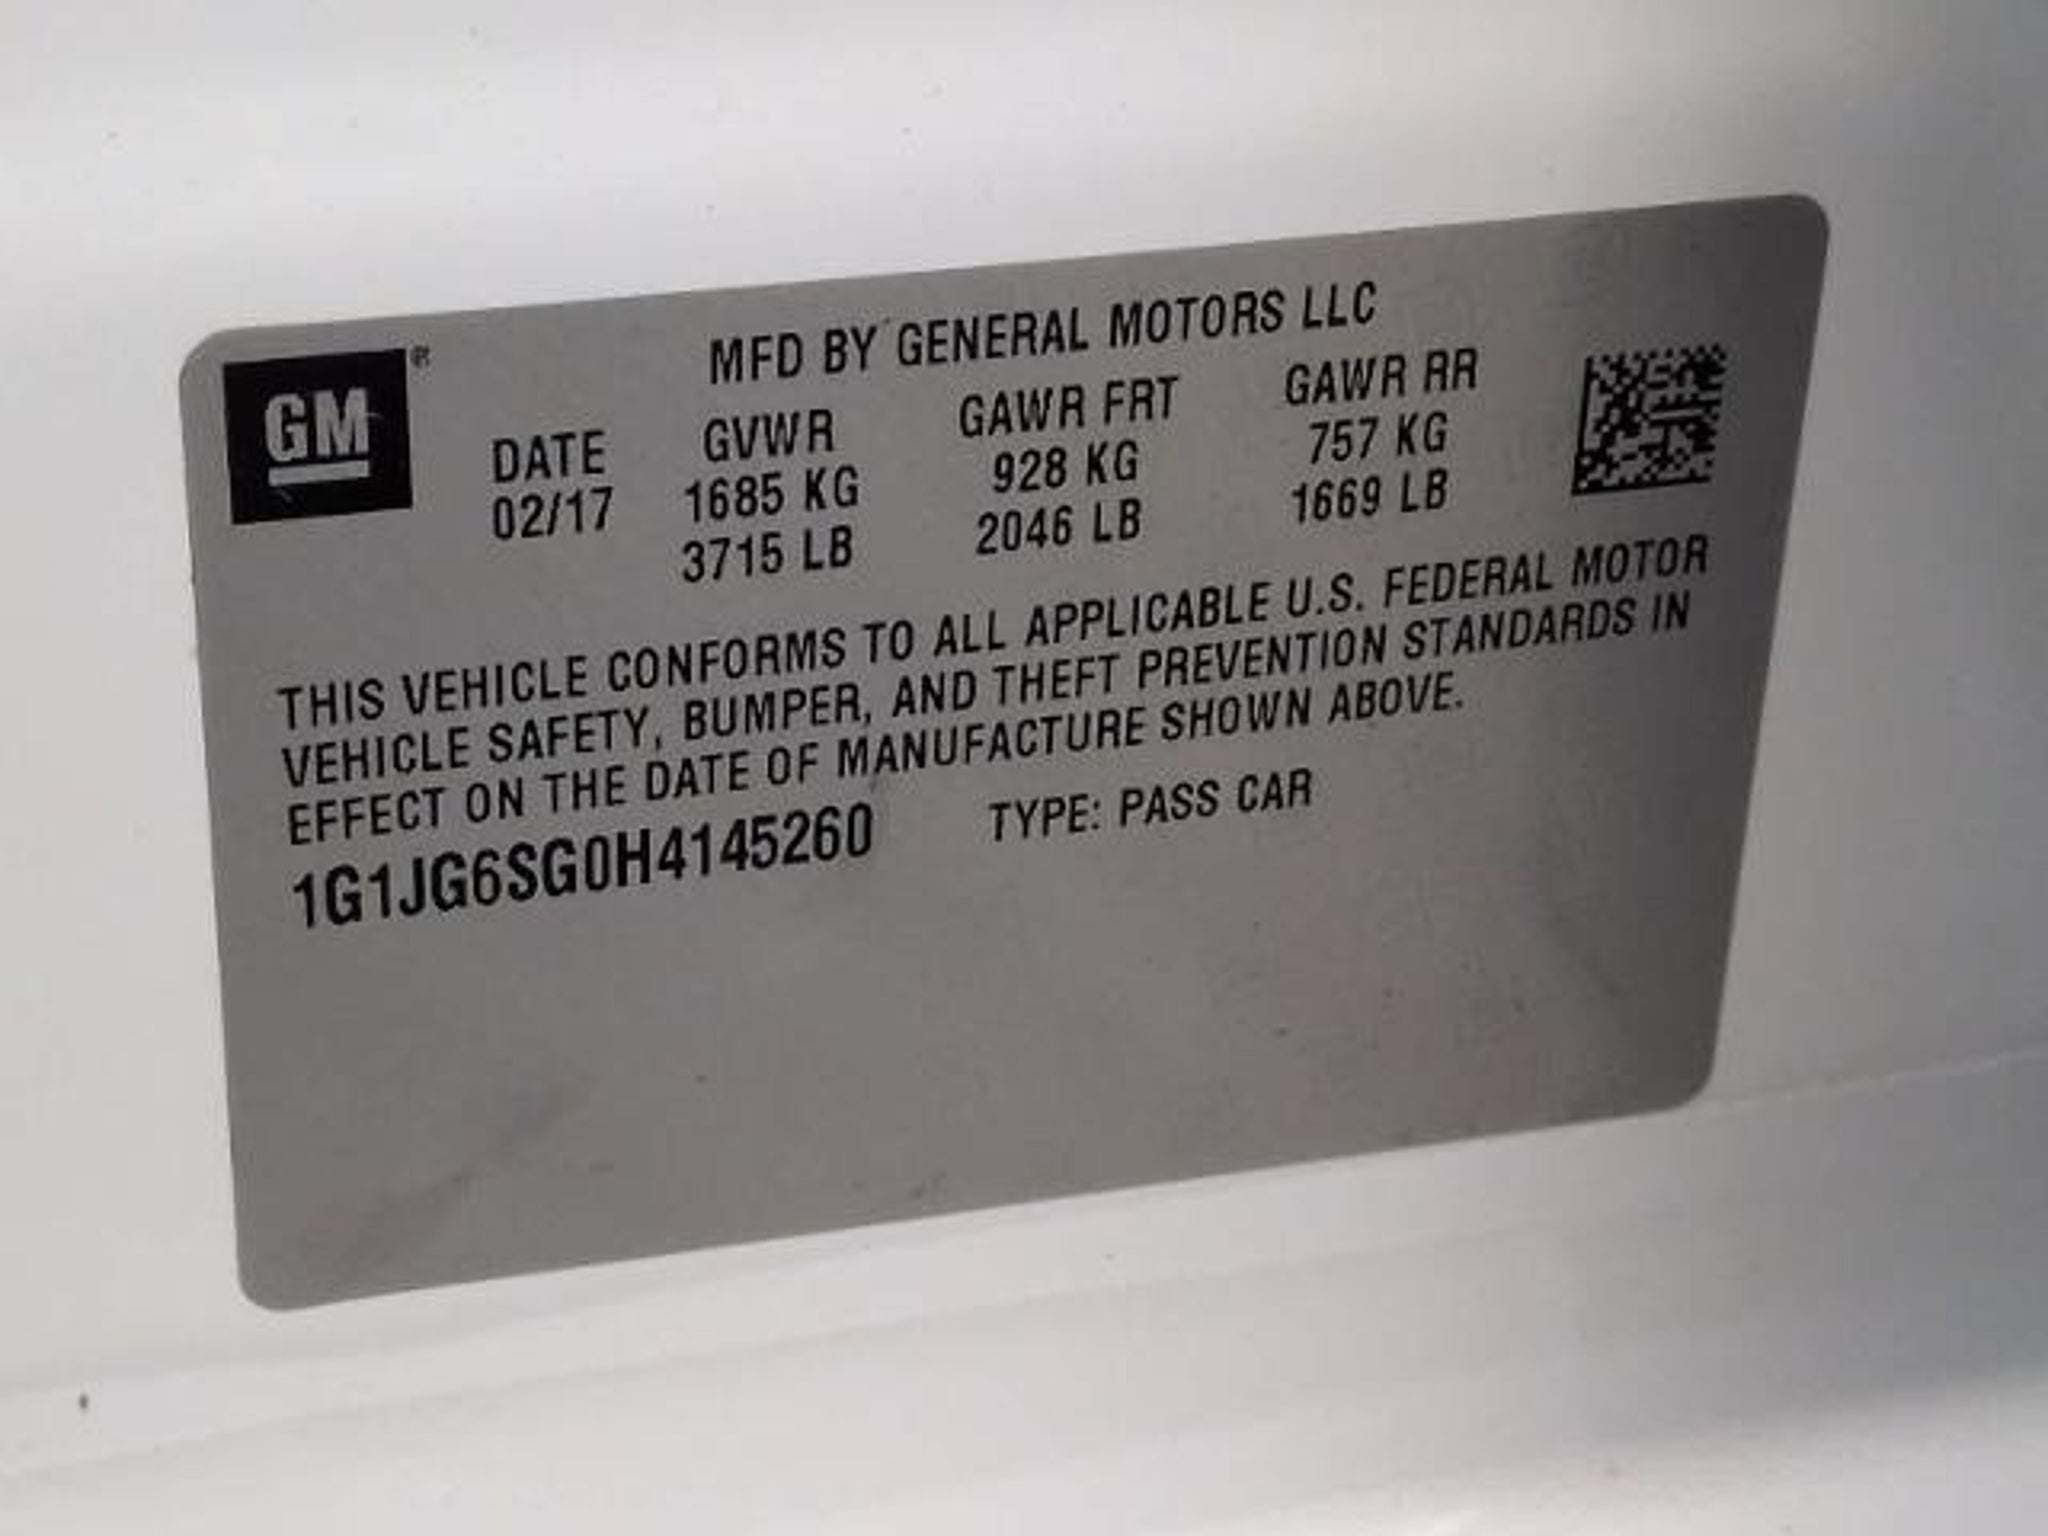 MFD BY GENERAL MOTORS LLC
GM® DATE GVWR GAWR FRT GAWR RR
02/17 1685 KG 928 KG 757 KG
3715 LB 2046 LB 1669 LB
THIS VEHICLE CONFORMS TO ALL APPLICABLE U.S. FEDERAL MOTOR
VEHICLE SAFETY, BUMPER, AND THEFT PREVENTION STANDARDS IN
EFFECT ON THE DATE OF MANUFACTURE SHOWN ABOVE.
1G1JG6SG0H4145260 TYPE: PASS CAR